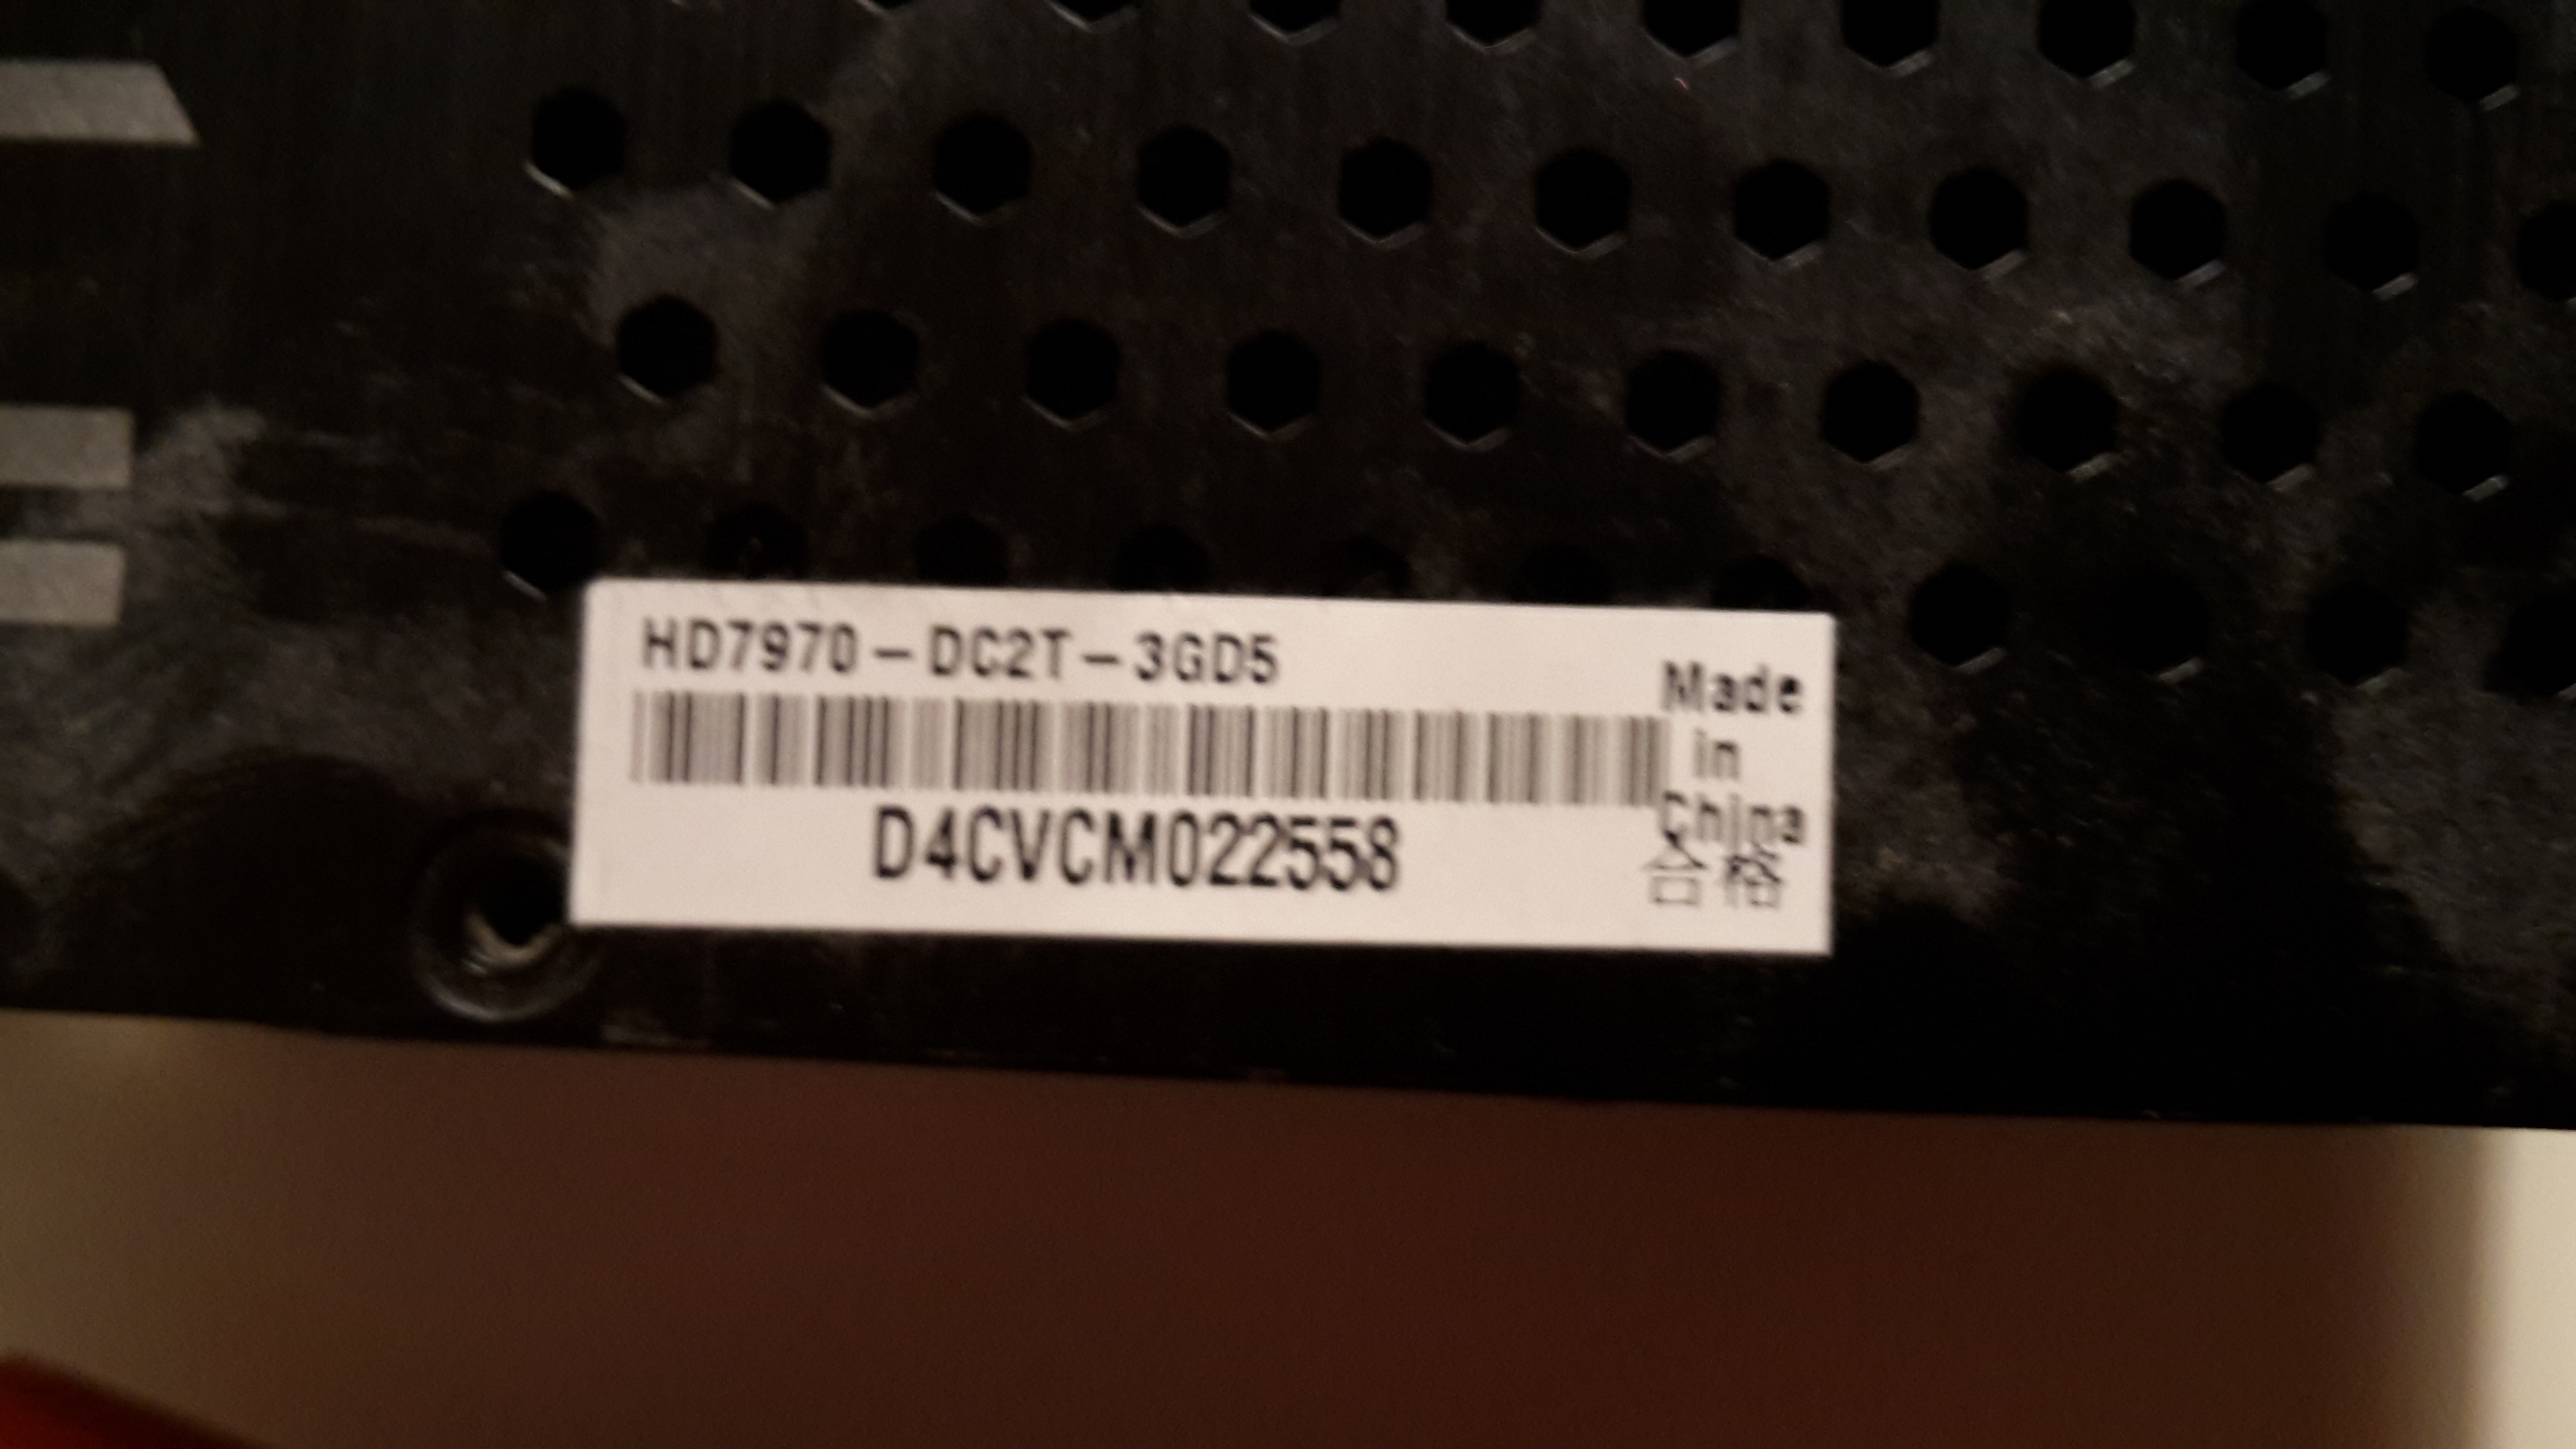 HD7970-DC2T-3GD5
D4CVCM022558
Made
in
China
合格